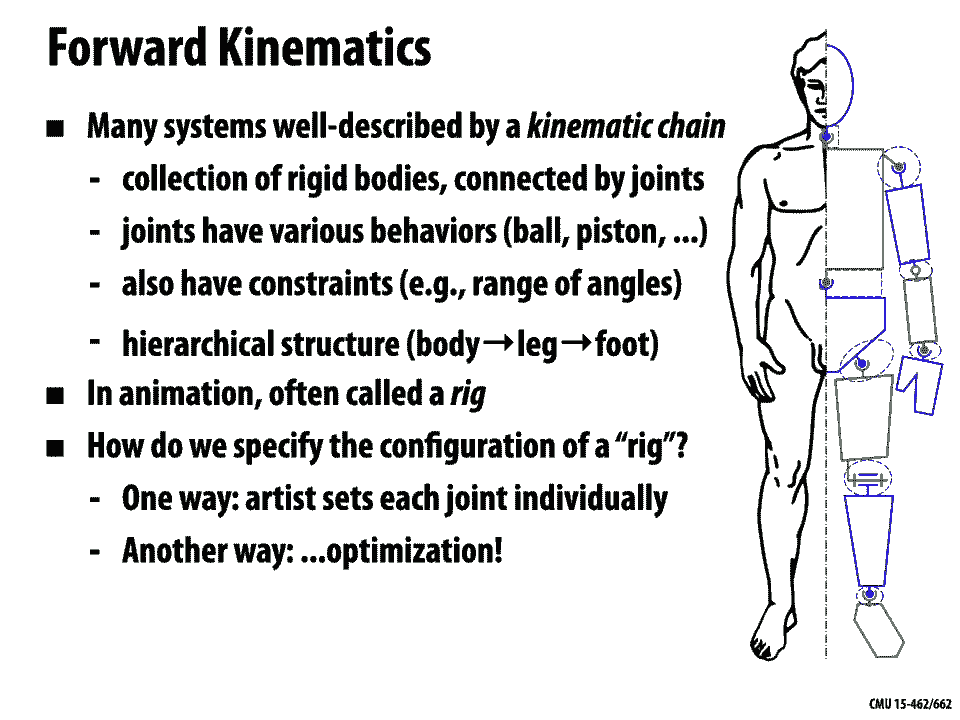 Forward Kinematics
■ Many systems well-described by a kinematic chain
- collection of rigid bodies, connected by joints
- joints have various behaviors (ball, piston, ...)
- also have constraints (e.g., range of angles)
- hierarchical structure (body→leg→foot)
■ In animation, often called a rig
■ How do we specify the configuration of a “rig”?
- One way: artist sets each joint individually
- Another way: ...optimization!
CMU 15-462/662